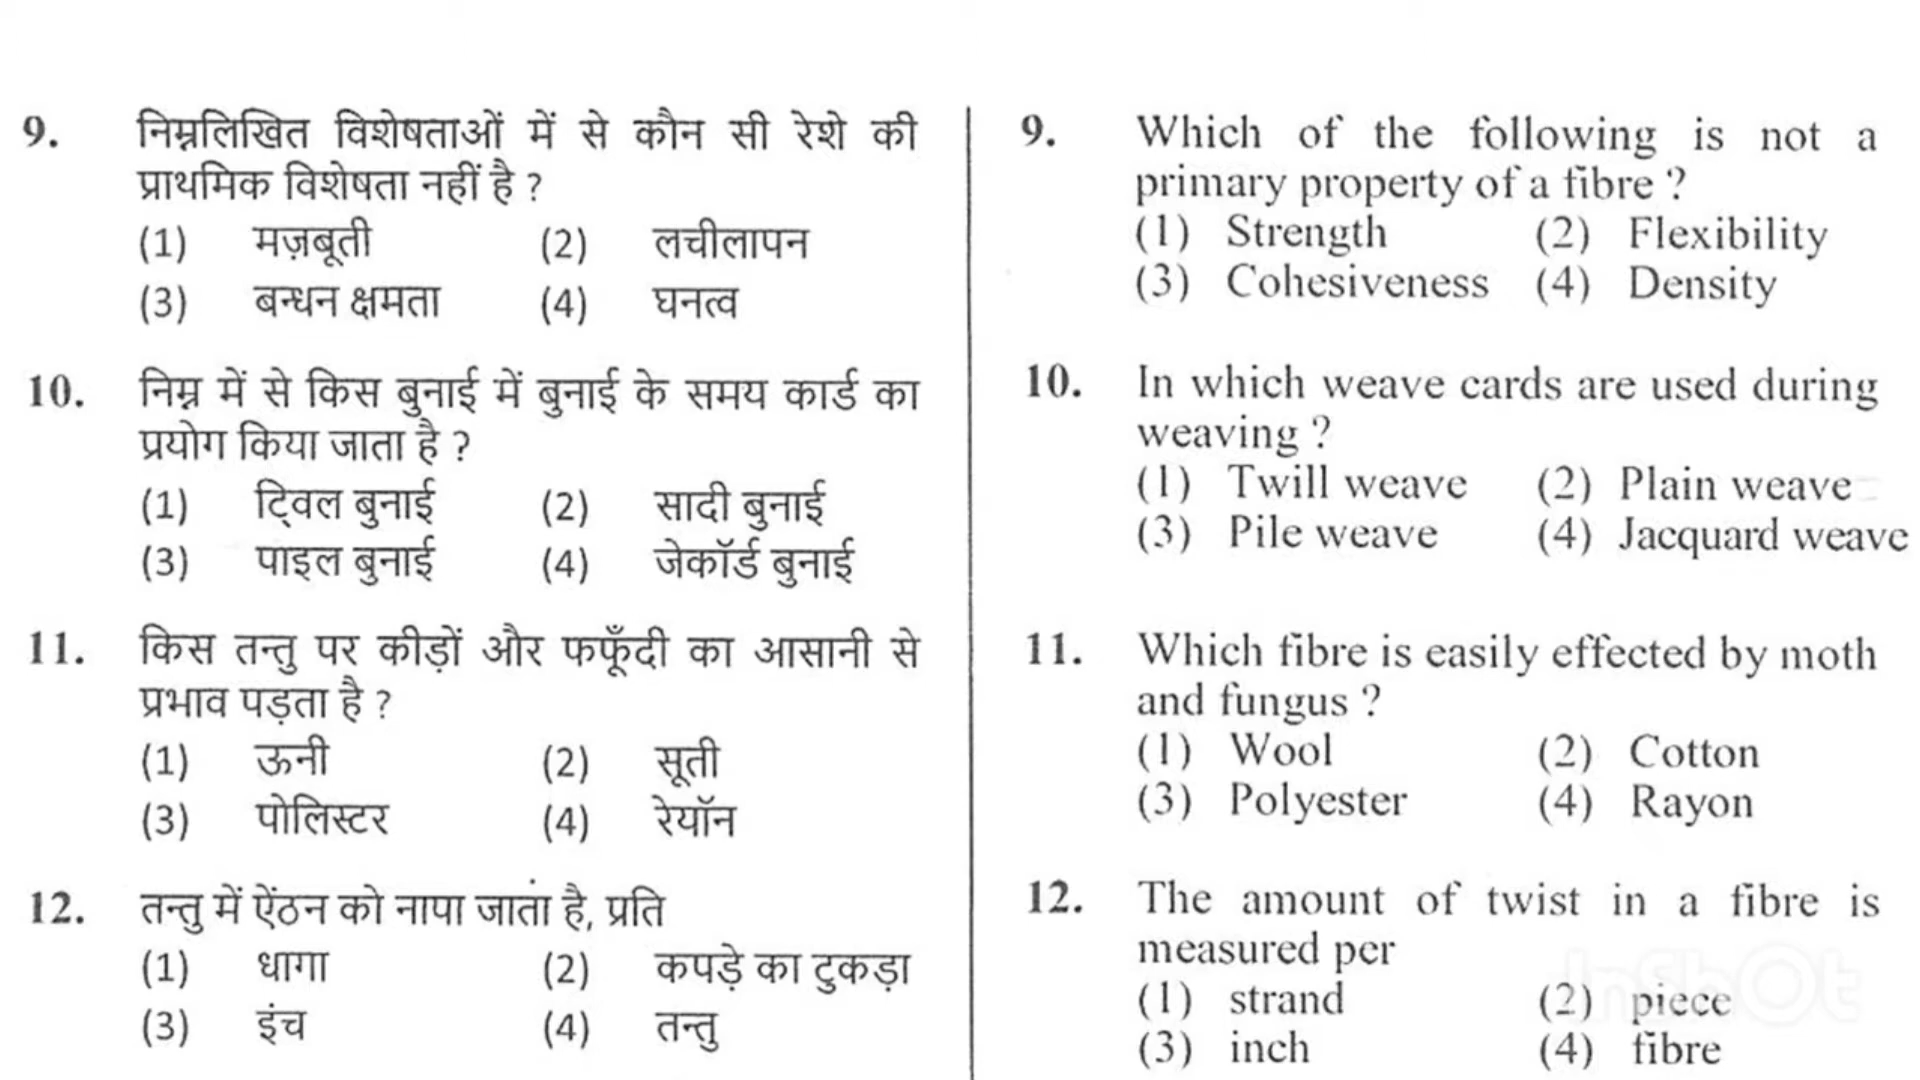 9. निम्नलिखित विशेषताओं में से कौन सी रेशे की
प्राथमिक विशेषता नहीं है ?
(1) मज़बूती (2) लचीलापन
(3) बन्धन क्षमता (4) घनत्व
10. निम्न में से किस बुनाई में बुनाई के समय कार्ड का
प्रयोग किया जाता है ?
(1) ट्विल बुनाई (2) सादी बुनाई
(3) पाइल बुनाई (4) जेकॉर्ड बुनाई
11. किस तन्तु पर कीड़ों और फफूँदी का आसानी से
प्रभाव पड़ता है ?
(1) ऊनी (2) सूती
(3) पोलिस्टर (4) रेयॉन
12. तन्तु में ऐंठन को नापा जाता है, प्रति
(1) धागा (2) कपड़े का टुकड़ा
(3) इंच (4) तन्तु
9. Which of the following is not a
primary property of a fibre ?
(1) Strength (2) Flexibility
(3) Cohesiveness (4) Density
10. In which weave cards are used during
weaving ?
(1) Twill weave (2) Plain weave
(3) Pile weave (4) Jacquard weave
11. Which fibre is easily effected by moth
and fungus ?
(1) Wool (2) Cotton
(3) Polyester (4) Rayon
12. The amount of twist in a fibre is
measured per
(1) strand (2) piece
(3) inch (4) fibre
InShOt